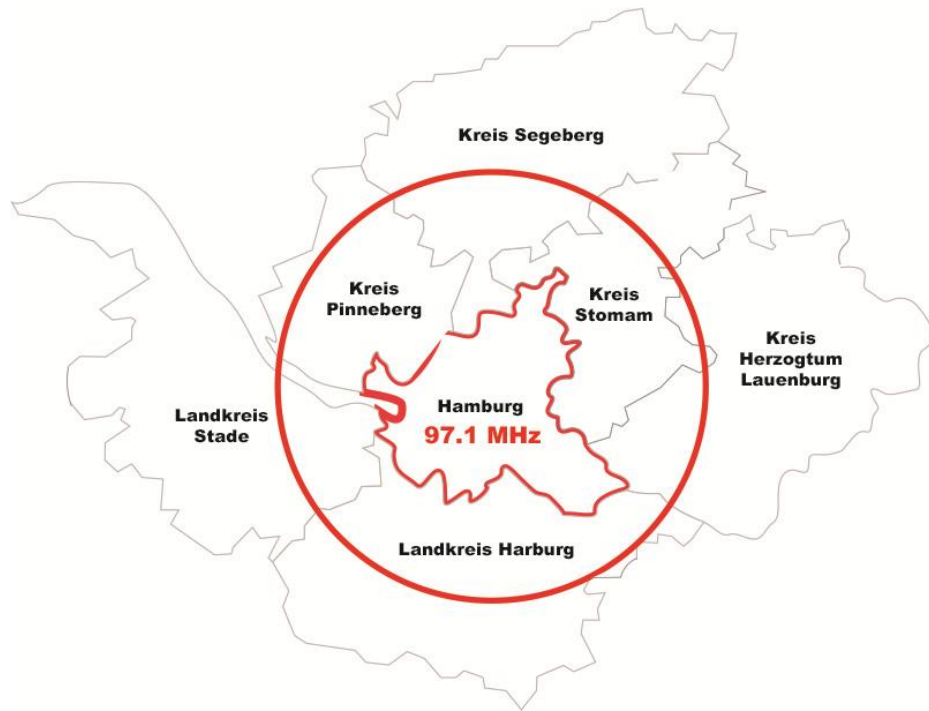 Kreis Segeberg
Kreis
Pinneberg
Kreis
Stomam
Kreis
Herzogtum
Lauenburg
Landkreis
Stade
Hamburg
97.1 MHz
Landkreis Harburg